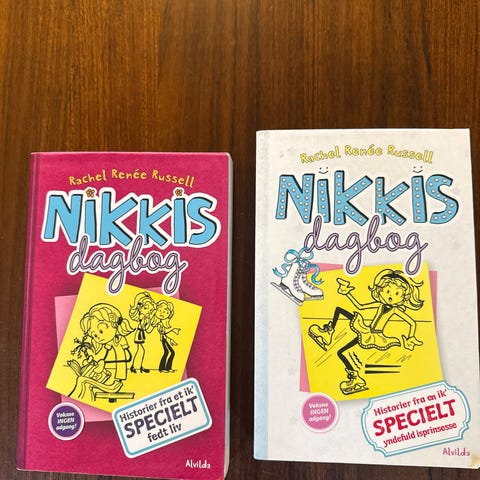 Rachel Renée Russell
NiKKiS
dagbog
Historier fra et ik'
SPECIELT
fedt liv
Voksne
INGEN
adgang!
Alvilda
Rachel Renée Russell
NiKKiS
dagbog
Historier fra en ik'
SPECIELT
yndefuld isprinsesse
Voksne
INGEN
adgang!
Alvilda